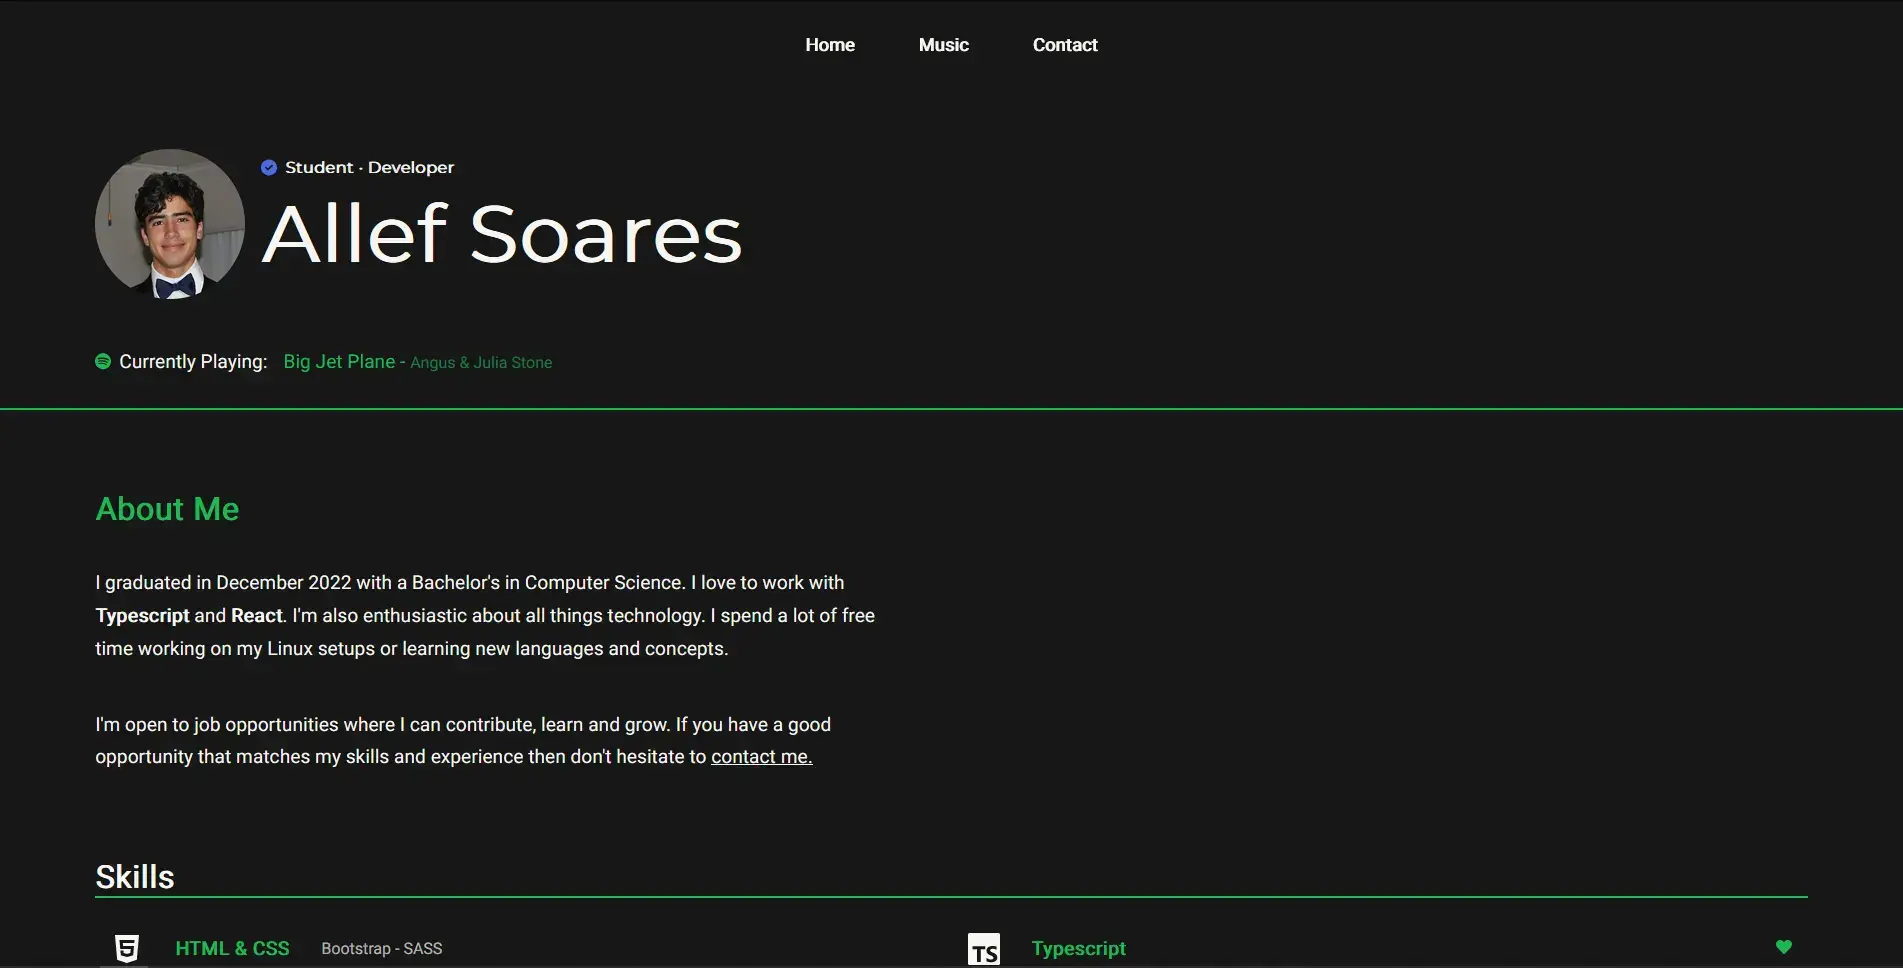 Home Music Contact
Student · Developer
Allef Soares
Currently Playing: Big Jet Plane - Angus & Julia Stone
About Me
I graduated in December 2022 with a Bachelor's in Computer Science. I love to work with
Typescript and React. I'm also enthusiastic about all things technology. I spend a lot of free
time working on my Linux setups or learning new languages and concepts.
I'm open to job opportunities where I can contribute, learn and grow. If you have a good
opportunity that matches my skills and experience then don't hesitate to contact me.
Skills
5 HTML & CSS Bootstrap - SASS
TS Typescript